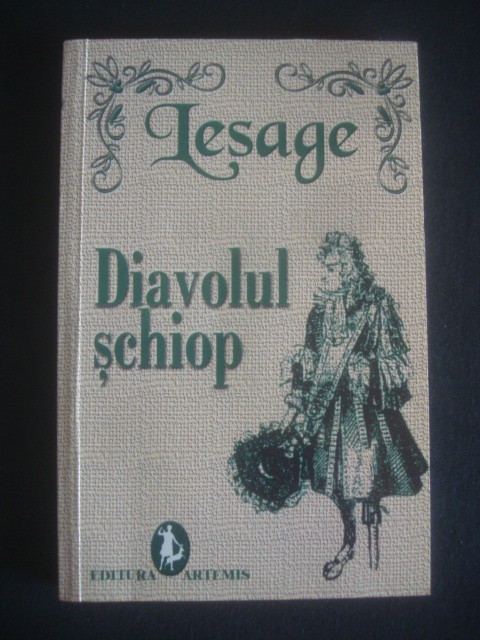 Lesage
Diavolul
șchiop
EDITURA ARTEMIS